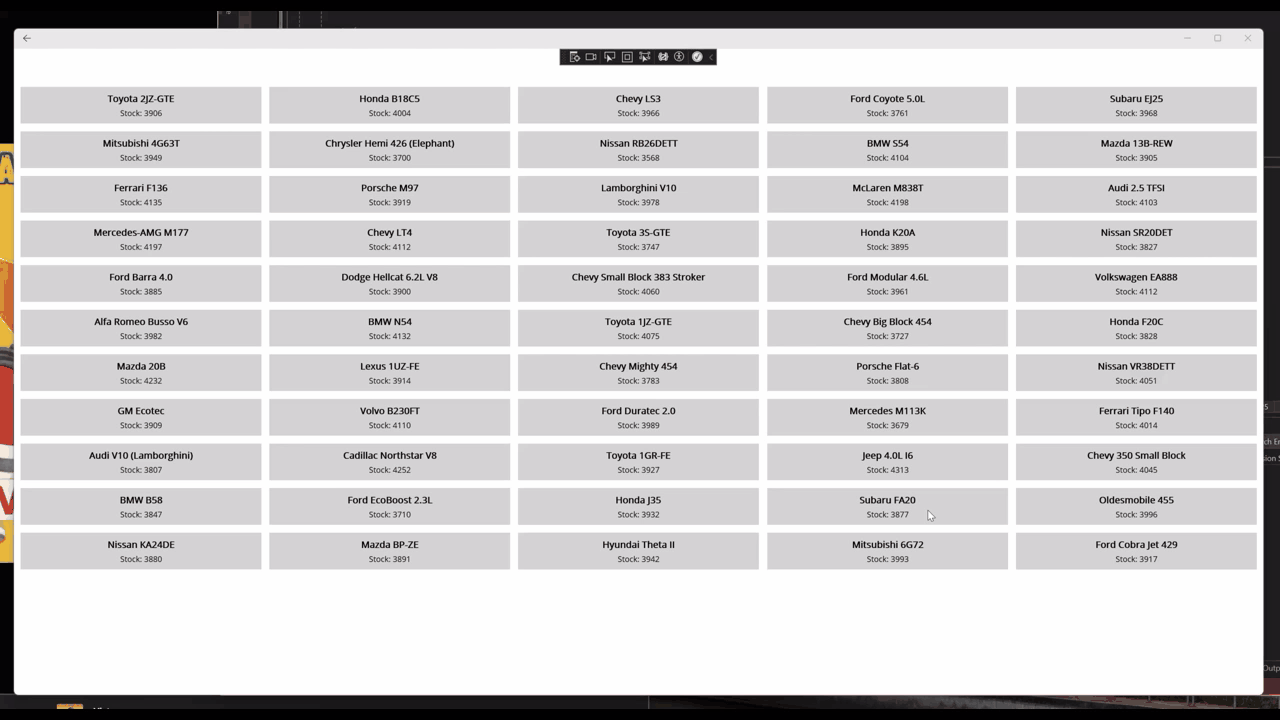 Toyota 2JZ-GTE
Stock: 3906
Honda B18C5
Stock: 4004
Chevy LS3
Stock: 3966
Ford Coyote 5.0L
Stock: 3761
Subaru EJ25
Stock: 3968
Mitsubishi 4G63T
Stock: 3949
Chrysler Hemi 426 (Elephant)
Stock: 3700
Nissan RB26DETT
Stock: 3568
BMW S54
Stock: 4104
Mazda 13B-REW
Stock: 3905
Ferrari F136
Stock: 4135
Porsche M97
Stock: 3919
Lamborghini V10
Stock: 3978
McLaren M838T
Stock: 4198
Audi 2.5 TFSI
Stock: 4103
Mercedes-AMG M177
Stock: 4197
Chevy LT4
Stock: 4112
Toyota 3S-GTE
Stock: 3747
Honda K20A
Stock: 3895
Nissan SR20DET
Stock: 3827
Ford Barra 4.0
Stock: 3885
Dodge Hellcat 6.2L V8
Stock: 3900
Chevy Small Block 383 Stroker
Stock: 4060
Ford Modular 4.6L
Stock: 3961
Volkswagen EA888
Stock: 4112
Alfa Romeo Busso V6
Stock: 3982
BMW N54
Stock: 4132
Toyota 1JZ-GTE
Stock: 4075
Chevy Big Block 454
Stock: 3727
Honda F20C
Stock: 3828
Mazda 20B
Stock: 4232
Lexus 1UZ-FE
Stock: 3914
Chevy Mighty 454
Stock: 3783
Porsche Flat-6
Stock: 3808
Nissan VR38DETT
Stock: 4051
GM Ecotec
Stock: 3909
Volvo B230FT
Stock: 4110
Ford Duratec 2.0
Stock: 3989
Mercedes M113K
Stock: 3679
Ferrari Tipo F140
Stock: 4014
Audi V10 (Lamborghini)
Stock: 3807
Cadillac Northstar V8
Stock: 4252
Toyota 1GR-FE
Stock: 3927
Jeep 4.0L I6
Stock: 4313
Chevy 350 Small Block
Stock: 4045
BMW B58
Stock: 3847
Ford EcoBoost 2.3L
Stock: 3710
Honda J35
Stock: 3932
Subaru FA20
Stock: 3877
Oldesmobile 455
Stock: 3996
Nissan KA24DE
Stock: 3880
Mazda BP-ZE
Stock: 3891
Hyundai Theta II
Stock: 3942
Mitsubishi 6G72
Stock: 3993
Ford Cobra Jet 429
Stock: 3917